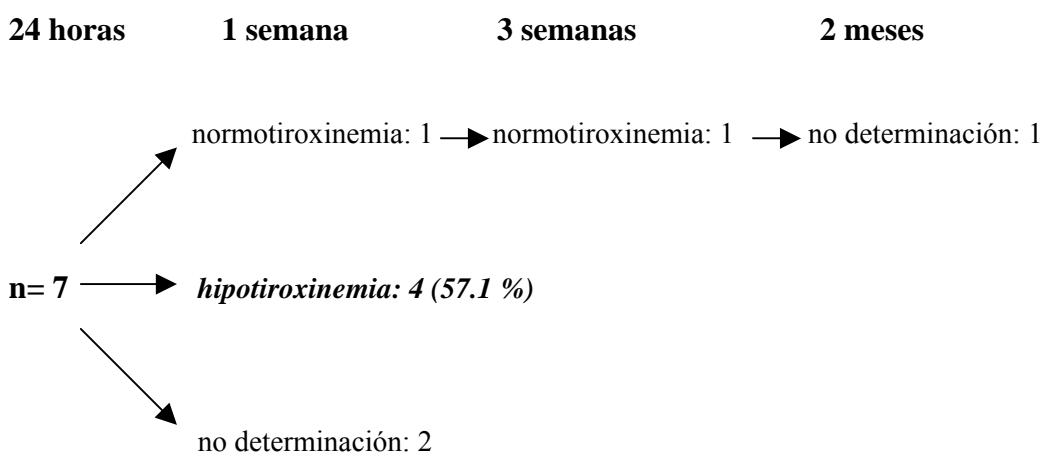 24 horas 1 semana 3 semanas 2 meses
normotiroxinemia: 1 normotiroxinemia: 1 no determinación: 1
n= 7 hipotiroxinemia: 4 (57.1 %)
no determinación: 2